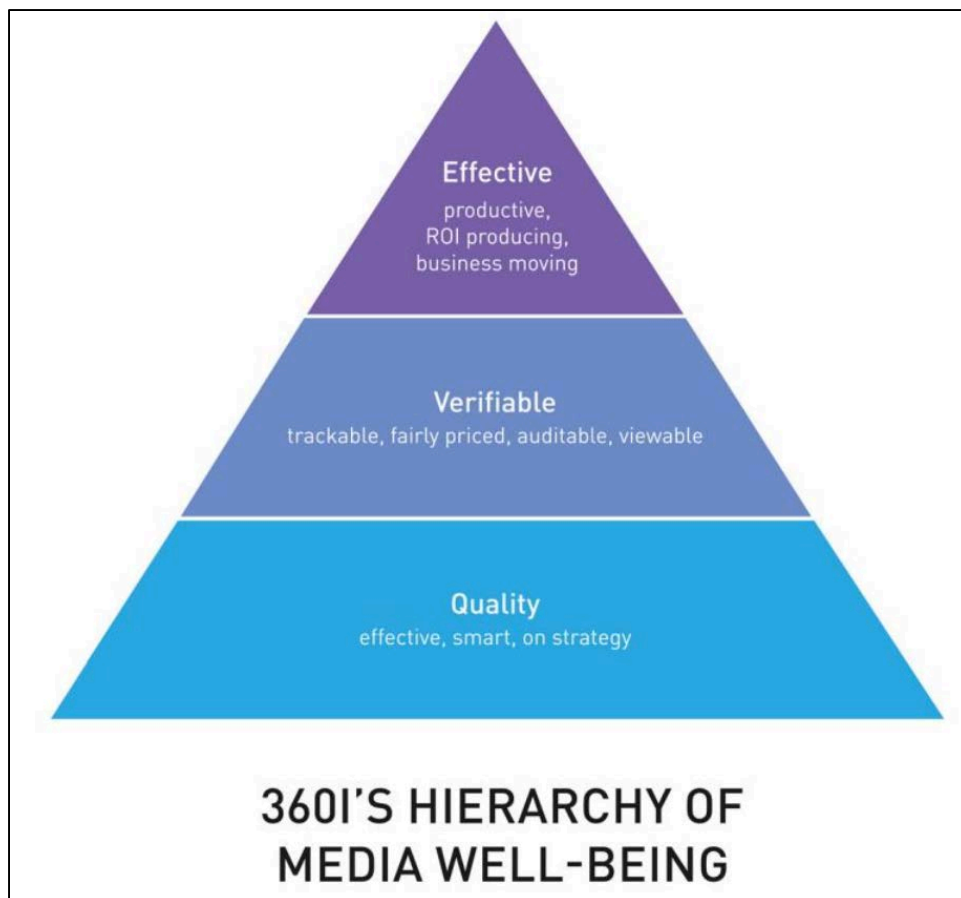 Effective
productive,
ROI producing,
business moving
Verifiable
trackable, fairly priced, auditable, viewable
Quality
effective, smart, on strategy
360I'S HIERARCHY OF
MEDIA WELL-BEING